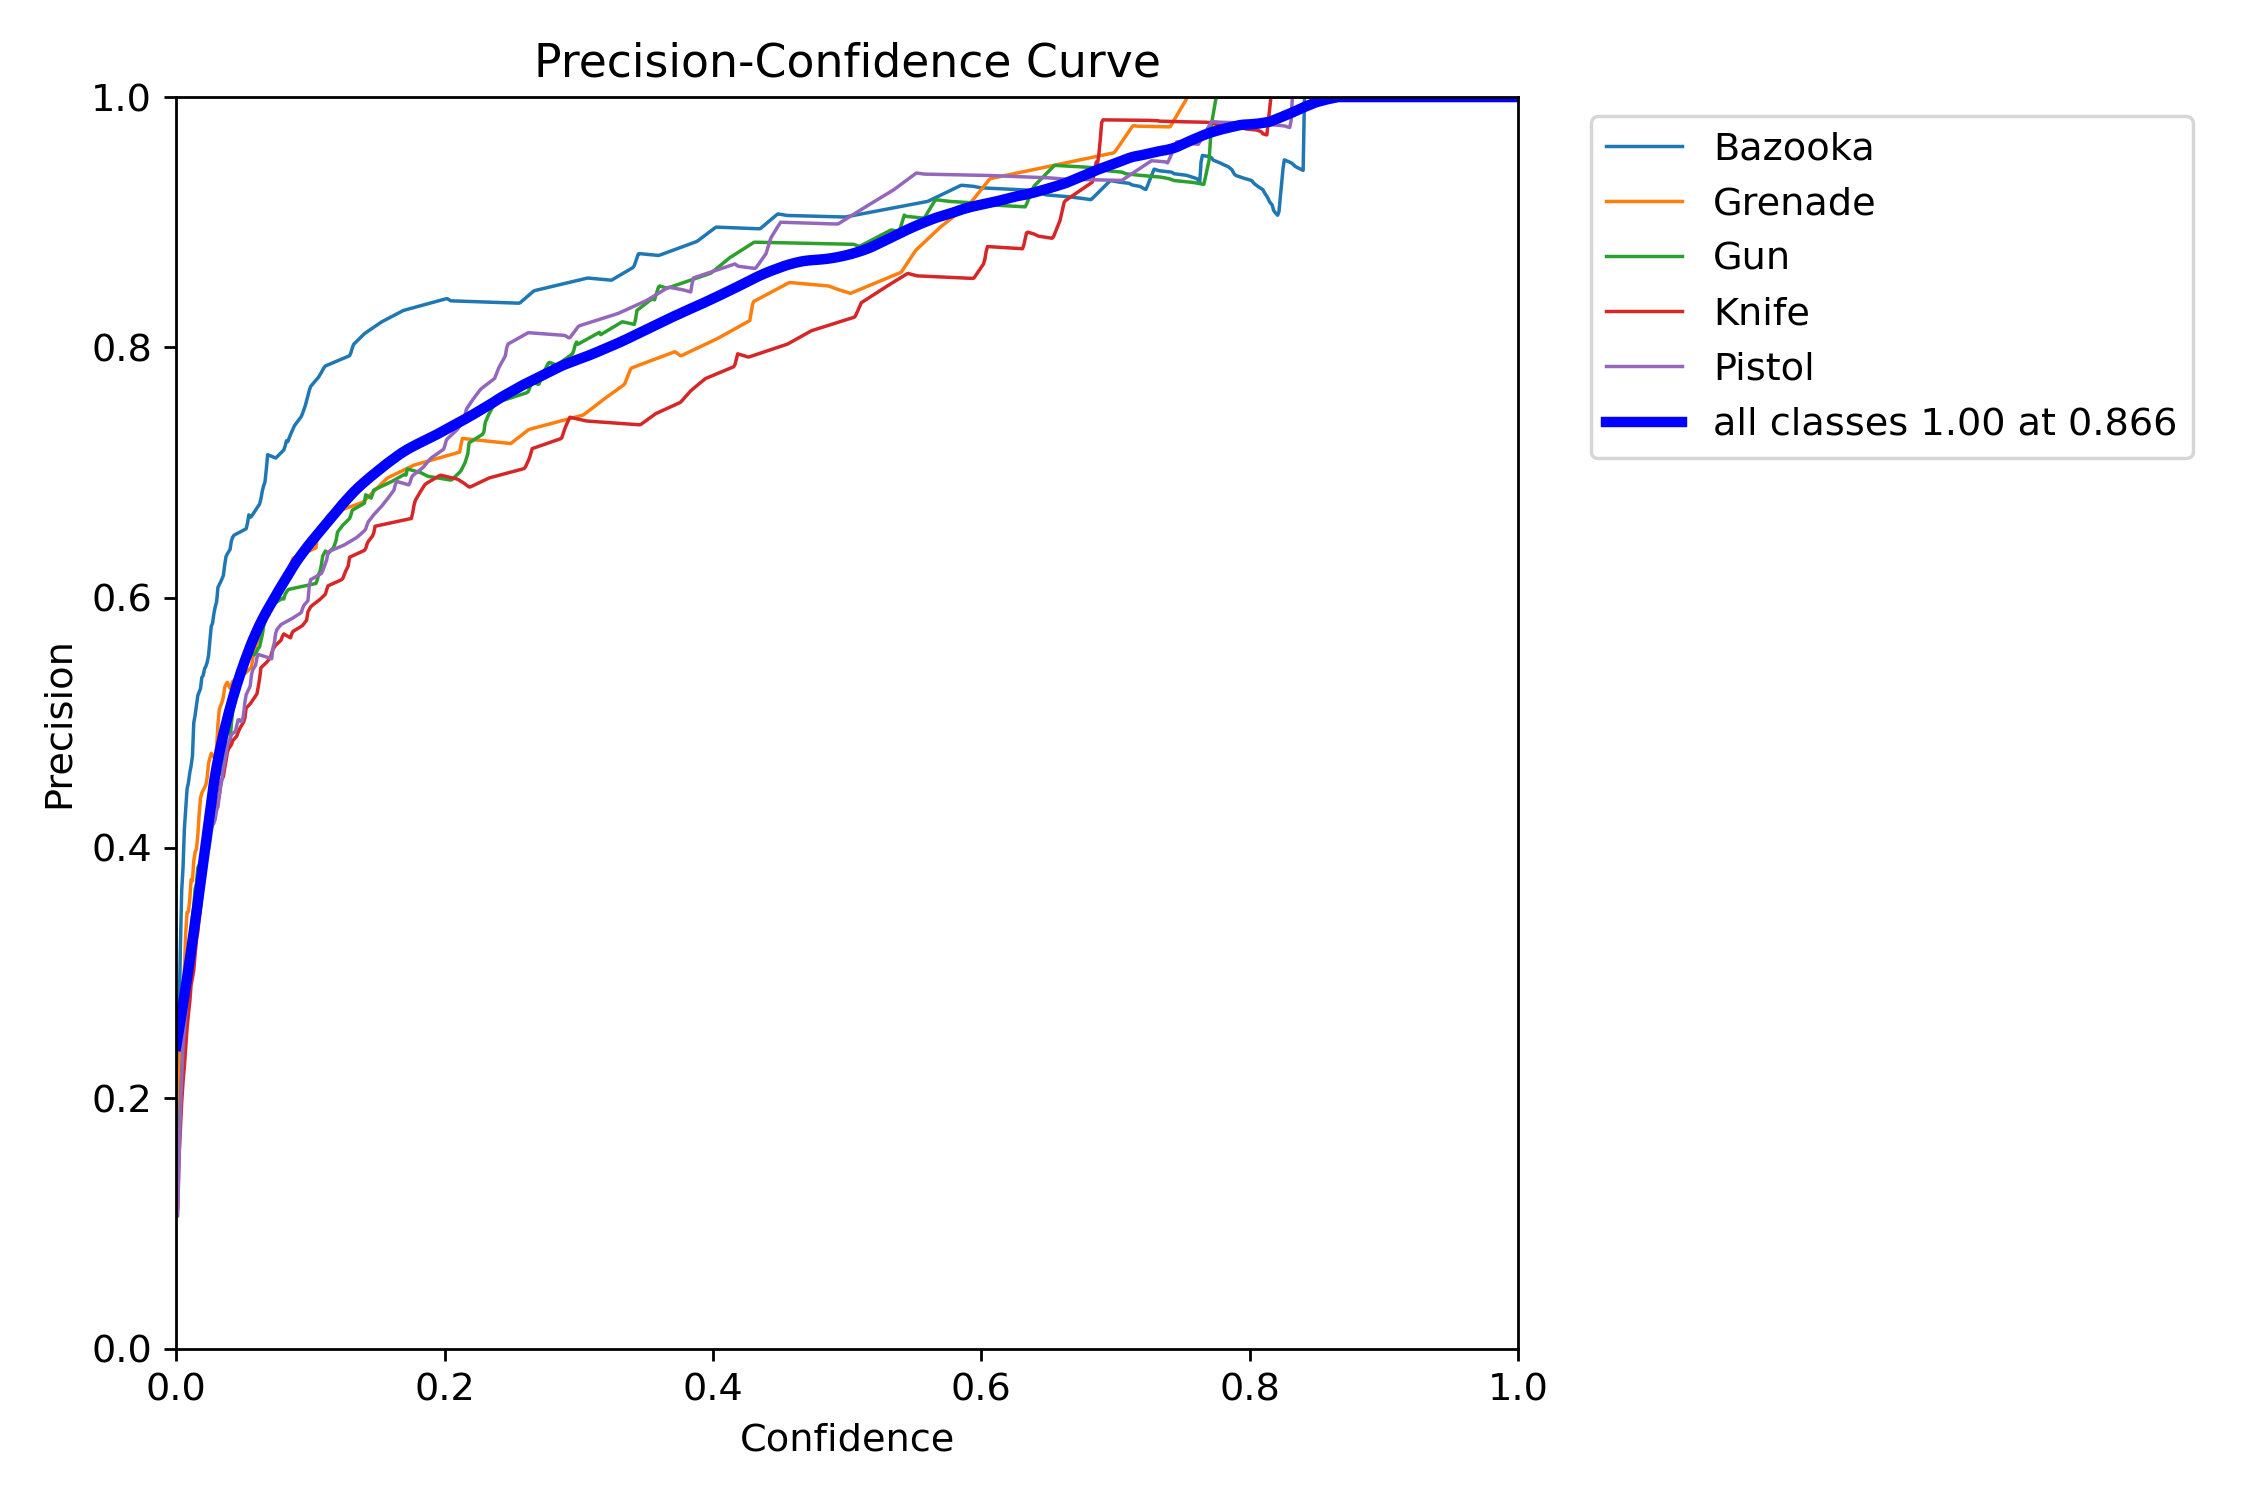 Precision-Confidence Curve
1.0
0.8
0.6
0.4
0.2
0.0
Precision
0.0 0.2 0.4 0.6 0.8 1.0
Confidence
Bazooka
Grenade
Gun
Knife
Pistol
all classes 1.00 at 0.866